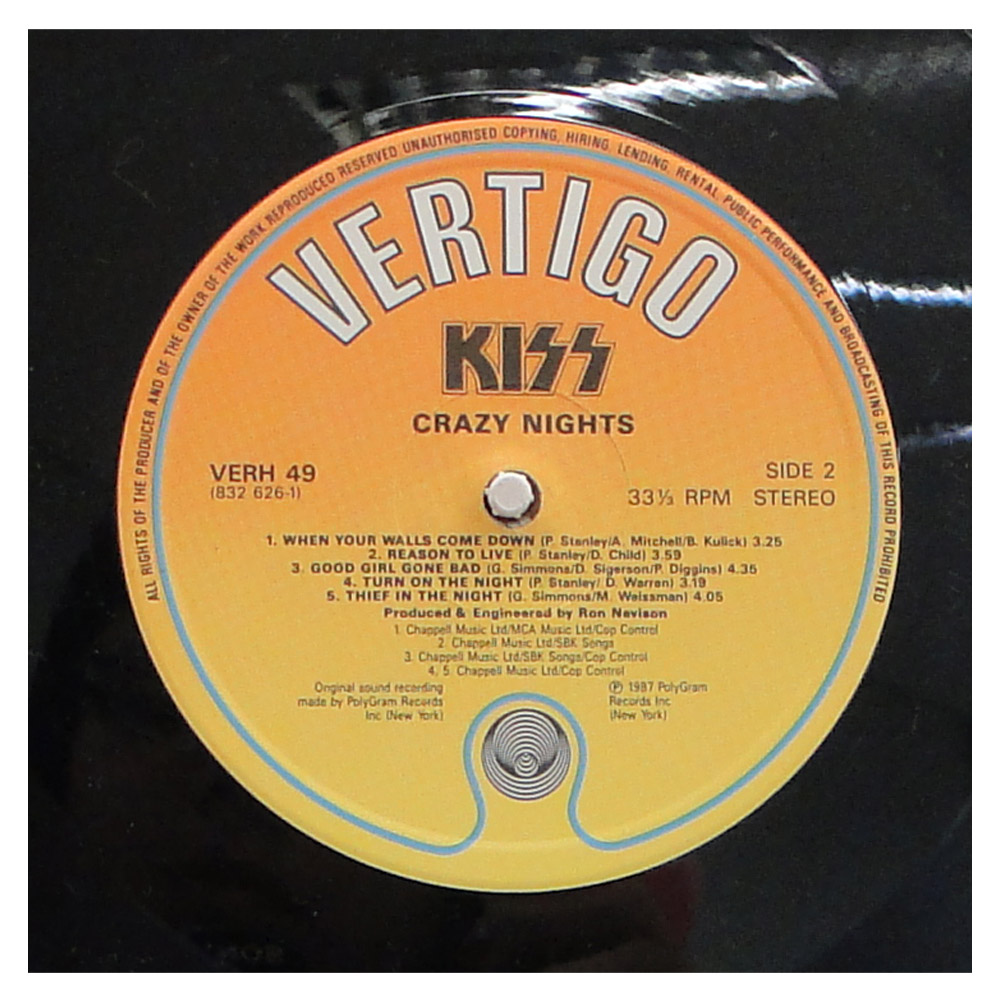 ALL RIGHTS OF THE PRODUCER AND OF THE OWNER OF THE WORK REPRODUCED RESERVED UNAUTHORISED COPYING, HIRING, LENDING, RENTAL, PUBLIC PERFORMANCE AND BROADCASTING OF THIS RECORD PROHIBITED
VERTIGO
KISS
CRAZY NIGHTS
VERH 49
(832 626-1)
SIDE 2
33⅓ RPM STEREO
1. WHEN YOUR WALLS COME DOWN (P. Stanley/A. Mitchell/B. Kulick) 3.25
2. REASON TO LIVE (P. Stanley/D. Child) 3.59
3. GOOD GIRL GONE BAD (G. Simmons/D. Sigerson/P. Diggins) 4.35
4. TURN ON THE NIGHT (P. Stanley/ D. Warren) 3.19
5. THIEF IN THE NIGHT (G. Simmons/M. Weissman) 4.05
Produced & Engineered by Ron Nevison
1. Chappell Music Ltd/MCA Music Ltd/Cop Control
2. Chappell Music Ltd/SBK Songs
3. Chappell Music Ltd/SBK Songs/Cop Control
4. 5. Chappell Music Ltd/Cop Control
Original sound recording
made by PolyGram Records
Inc (New York)
℗ 1987 PolyGram
Records Inc
(New York)